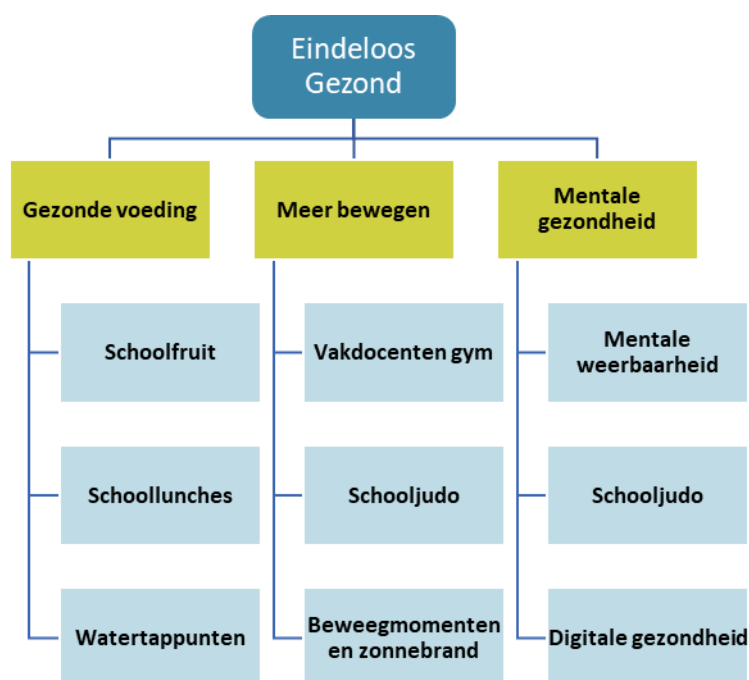 Eindeloos
Gezond
Gezonde voeding
Meer bewegen
Mentale
gezondheid
Schoolfruit
Vakdocenten gym
Mentale
weerbaarheid
Schoollunches
Schooljudo
Schooljudo
Watertappunten
Beweegmomenten
en zonnebrand
Digitale gezondheid